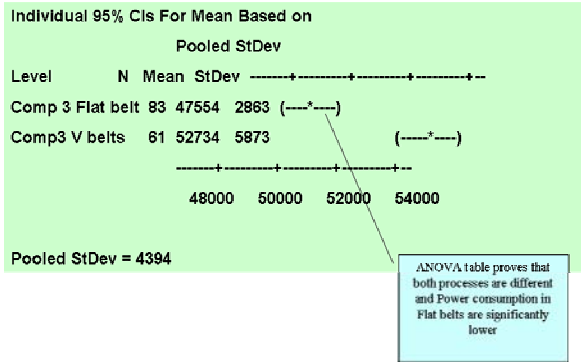 Individual 95% CIs For Mean Based on
Pooled StDev
Level N Mean StDev -------+---------+---------+---------+--
Comp 3 Flat belt 83 47554 2863 (----*----)
Comp3 V belts 61 52734 5873 (-----*----)
-------+---------+---------+---------+--
48000 50000 52000 54000
Pooled StDev = 4394
ANOVA table proves that
both processes are different
and Power consumption in
Flat belts are significantly
lower